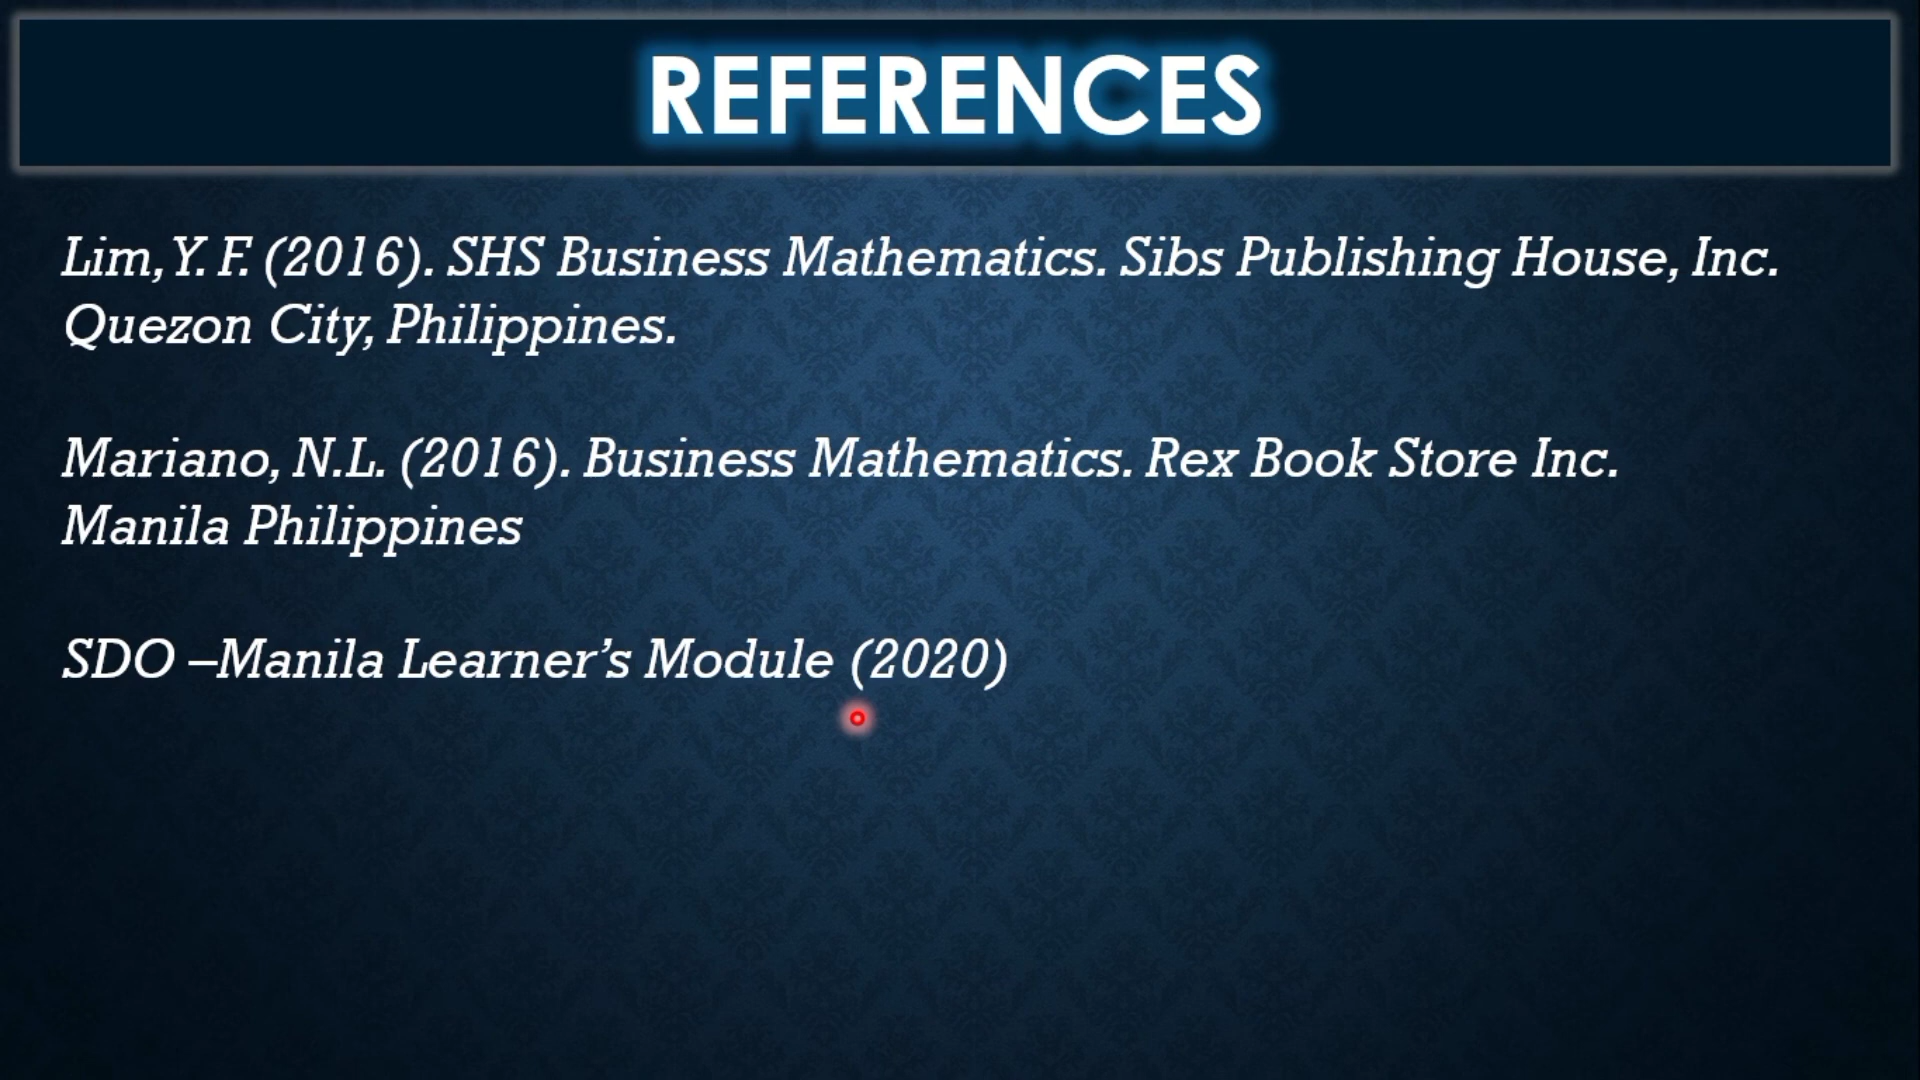 REFERENCES
Lim, Y. F. (2016). SHS Business Mathematics. Sibs Publishing House, Inc.
Quezon City, Philippines.
Mariano, N.L. (2016). Business Mathematics. Rex Book Store Inc.
Manila Philippines
SDO –Manila Learner’s Module (2020)